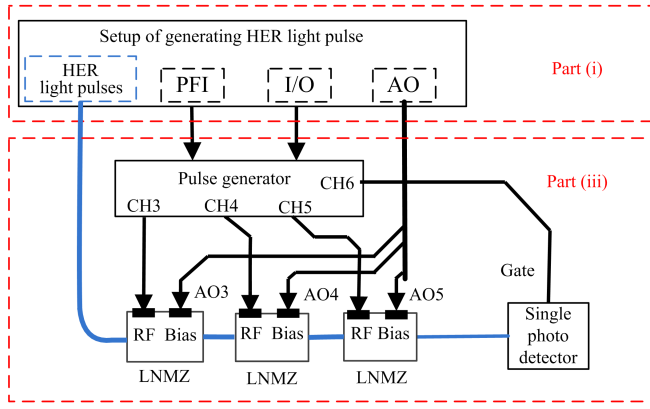 Setup of generating HER light pulse
HER
light pulses
PFI
I/O
AO
Part (i)
Pulse generator
CH6
CH3
CH4
CH5
Part (iii)
Gate
AO3
AO4
AO5
RF
Bias
RF
Bias
RF
Bias
Single
photo
detector
LNMZ
LNMZ
LNMZ